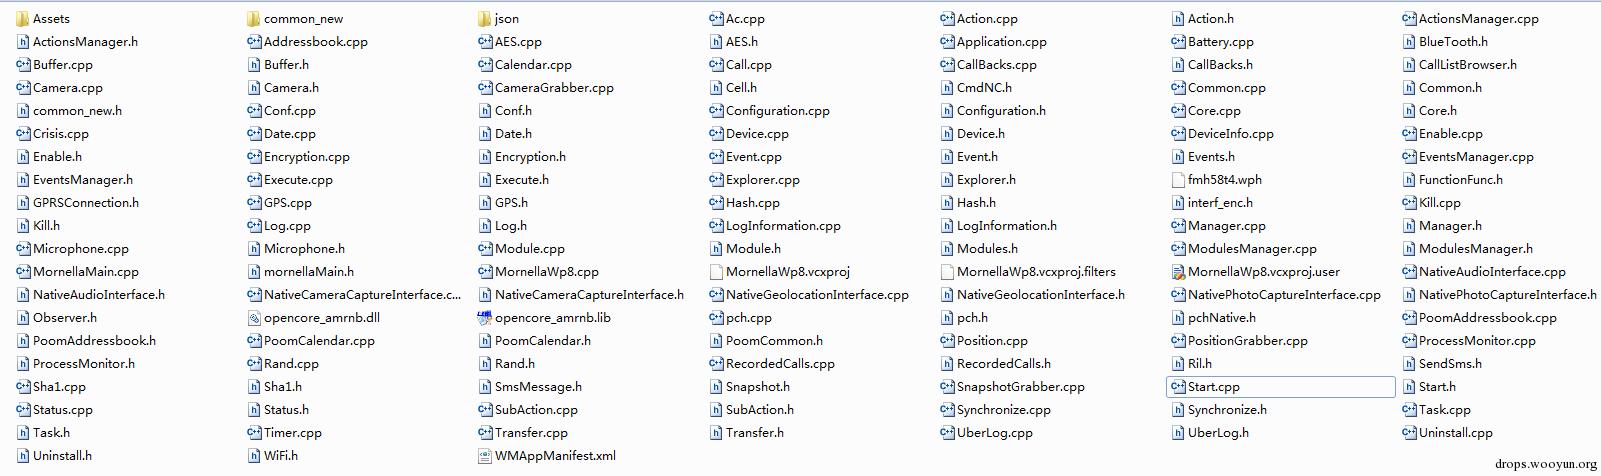 Assets common_new json Ac.cpp Action.cpp Action.h ActionsManager.cpp
ActionsManager.h Addressbook.cpp AES.cpp AES.h Application.cpp Battery.cpp BlueTooth.h
Buffer.cpp Buffer.h Calendar.cpp Call.cpp CallBacks.cpp CallBacks.h CallListBrowser.h
Camera.cpp Camera.h CameraGrabber.cpp Cell.h CmdNC.h Common.cpp Common.h
common_new.h Conf.cpp Conf.h Configuration.cpp Configuration.h Core.cpp Core.h
Crisis.cpp Date.cpp Date.h Device.cpp Device.h DeviceInfo.cpp Enable.cpp
Enable.h Encryption.cpp Encryption.h Event.cpp Event.h Events.h EventsManager.cpp
EventsManager.h Execute.cpp Execute.h Explorer.cpp Explorer.h fmh58t4.wph FunctionFunc.h
GPRSConnection.h GPS.cpp GPS.h Hash.cpp Hash.h interf_enc.h Kill.cpp
Kill.h Log.cpp Log.h LogInformation.cpp LogInformation.h Manager.cpp Manager.h
Microphone.cpp Microphone.h Module.cpp Module.h Modules.h ModulesManager.cpp ModulesManager.h
MornellaMain.cpp mornellaMain.h MornellaWp8.cpp MornellaWp8.vcxproj MornellaWp8.vcxproj.filters MornellaWp8.vcxproj.user NativeAudioInterface.cpp
NativeAudioInterface.h NativeCameraCaptureInterface.c... NativeCameraCaptureInterface.h NativeGeolocationInterface.cpp NativeGeolocationInterface.h NativePhotoCaptureInterface.cpp NativePhotoCaptureInterface.h
Observer.h opencore_amrnb.dll opencore_amrnb.lib pch.cpp pch.h pchNative.h PoomAddressbook.cpp
PoomAddressbook.h PoomCalendar.cpp PoomCalendar.h PoomCommon.h Position.cpp PositionGrabber.cpp ProcessMonitor.cpp
ProcessMonitor.h Rand.cpp Rand.h RecordedCalls.cpp RecordedCalls.h Ril.h SendSms.h
Sha1.cpp Sha1.h SmsMessage.h Snapshot.h SnapshotGrabber.cpp Start.cpp Start.h
Status.cpp Status.h SubAction.cpp SubAction.h Synchronize.cpp Synchronize.h Task.cpp
Task.h Timer.cpp Transfer.cpp Transfer.h UberLog.cpp UberLog.h Uninstall.cpp
Uninstall.h WiFi.h WMAppManifest.xml
drops.wooyun.org